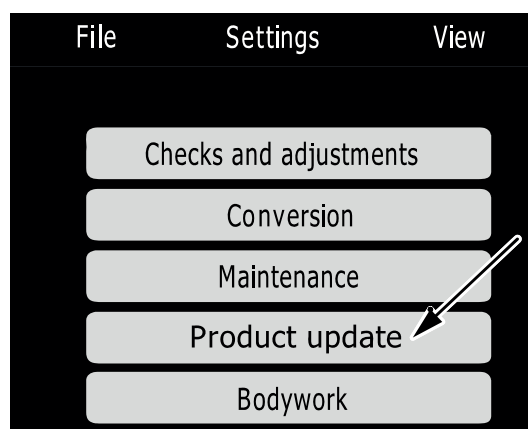 File Settings View
Checks and adjustments
Conversion
Maintenance
Product update
Bodywork